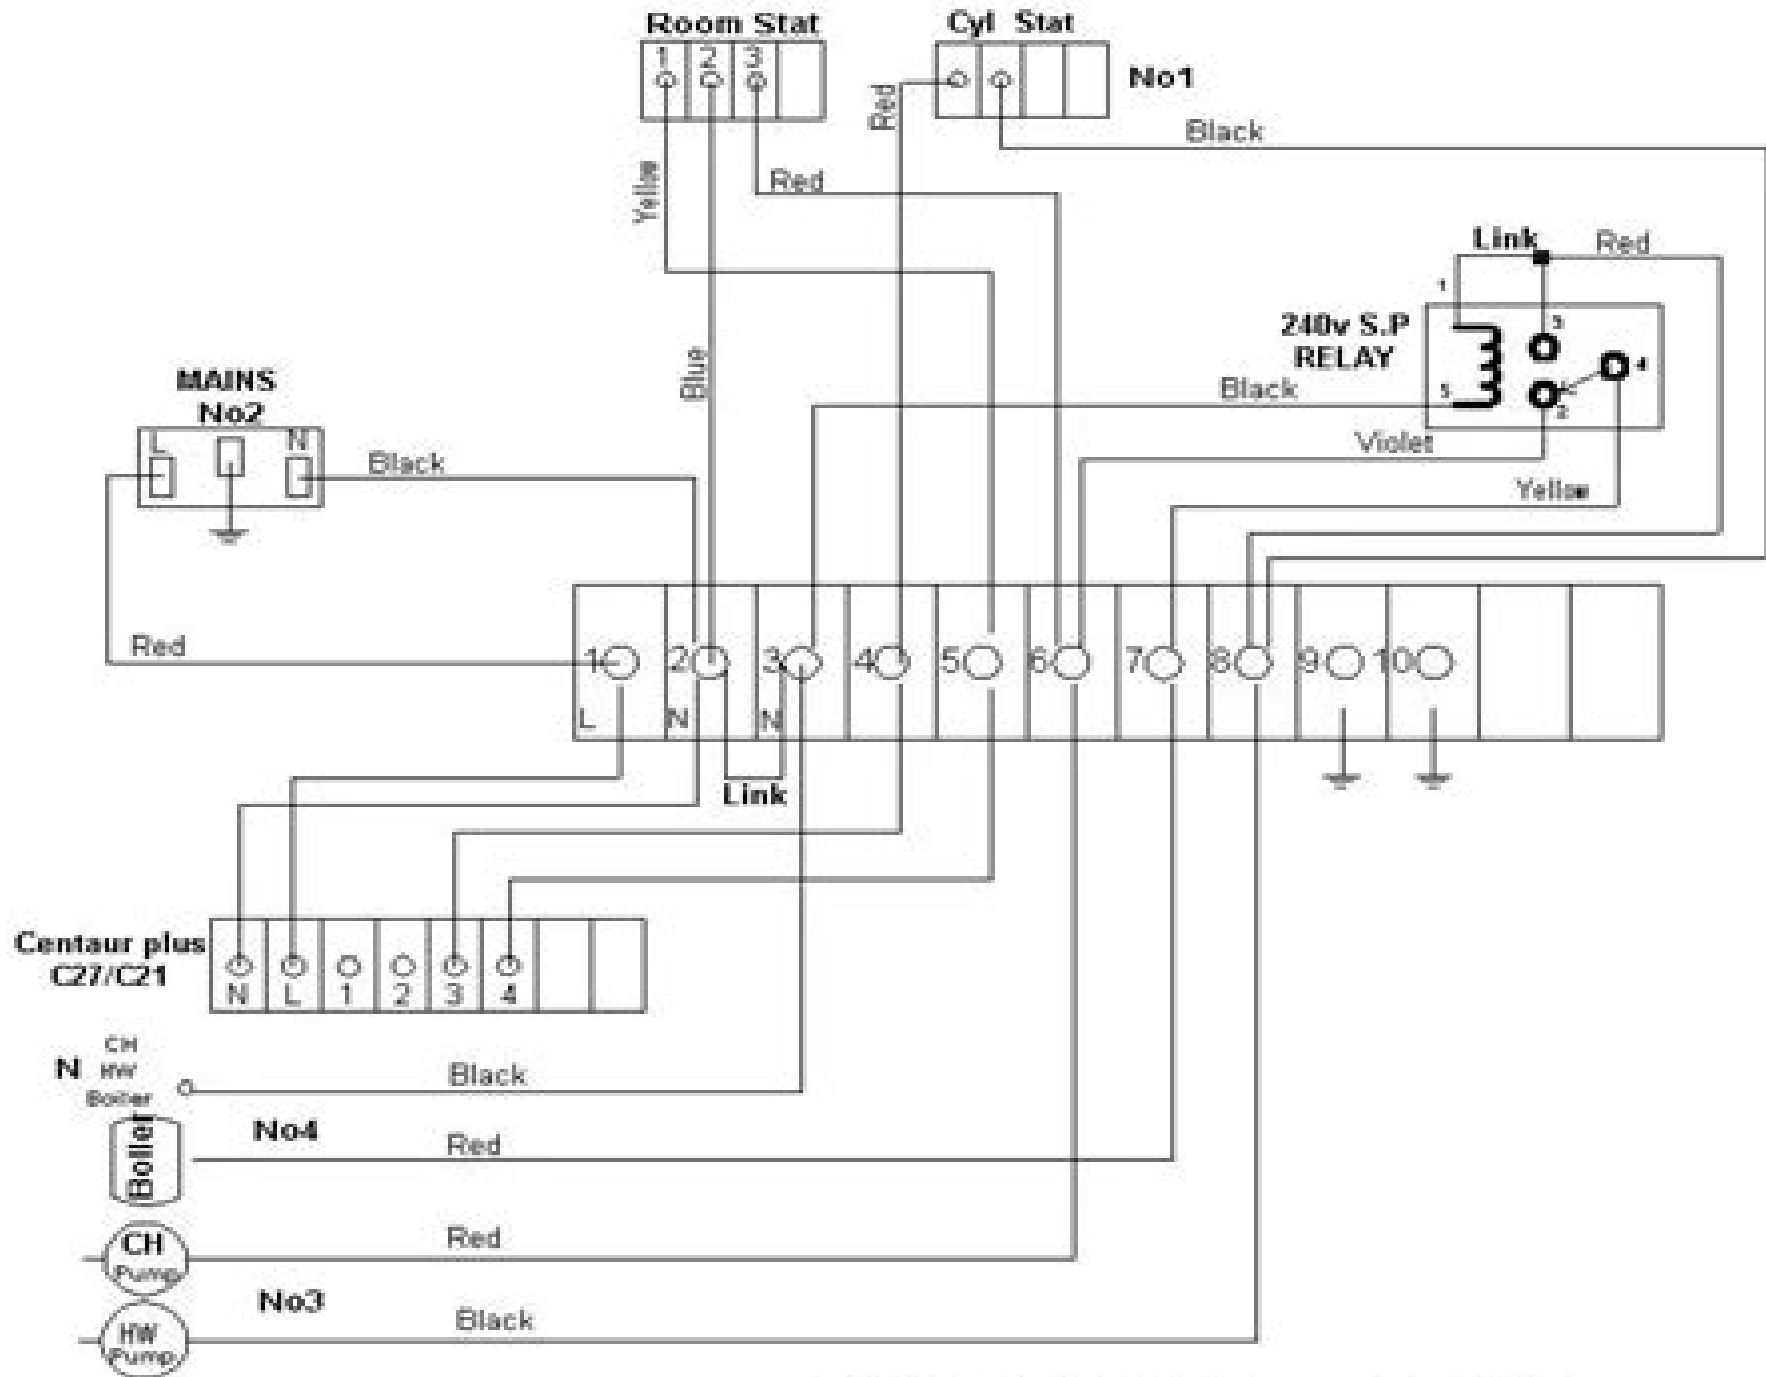 Room Stat
Cyl Stat
1 2 3
No1
Red
Black
Yellow
Red
Link
Red
1
3
240v S.P
RELAY
4
Blue
MAINS
No2
Black
5
2
L
N
Black
Violet
Yellow
Red
1 2 3 4 5 6 7 8 9 10
L N N
Link
Centaur plus
C27/C21
N L 1 2 3 4
CH
N HW
Boiler
Black
Boiler
No4
Red
CH
Pump
Red
No3
HW
Pump
Black